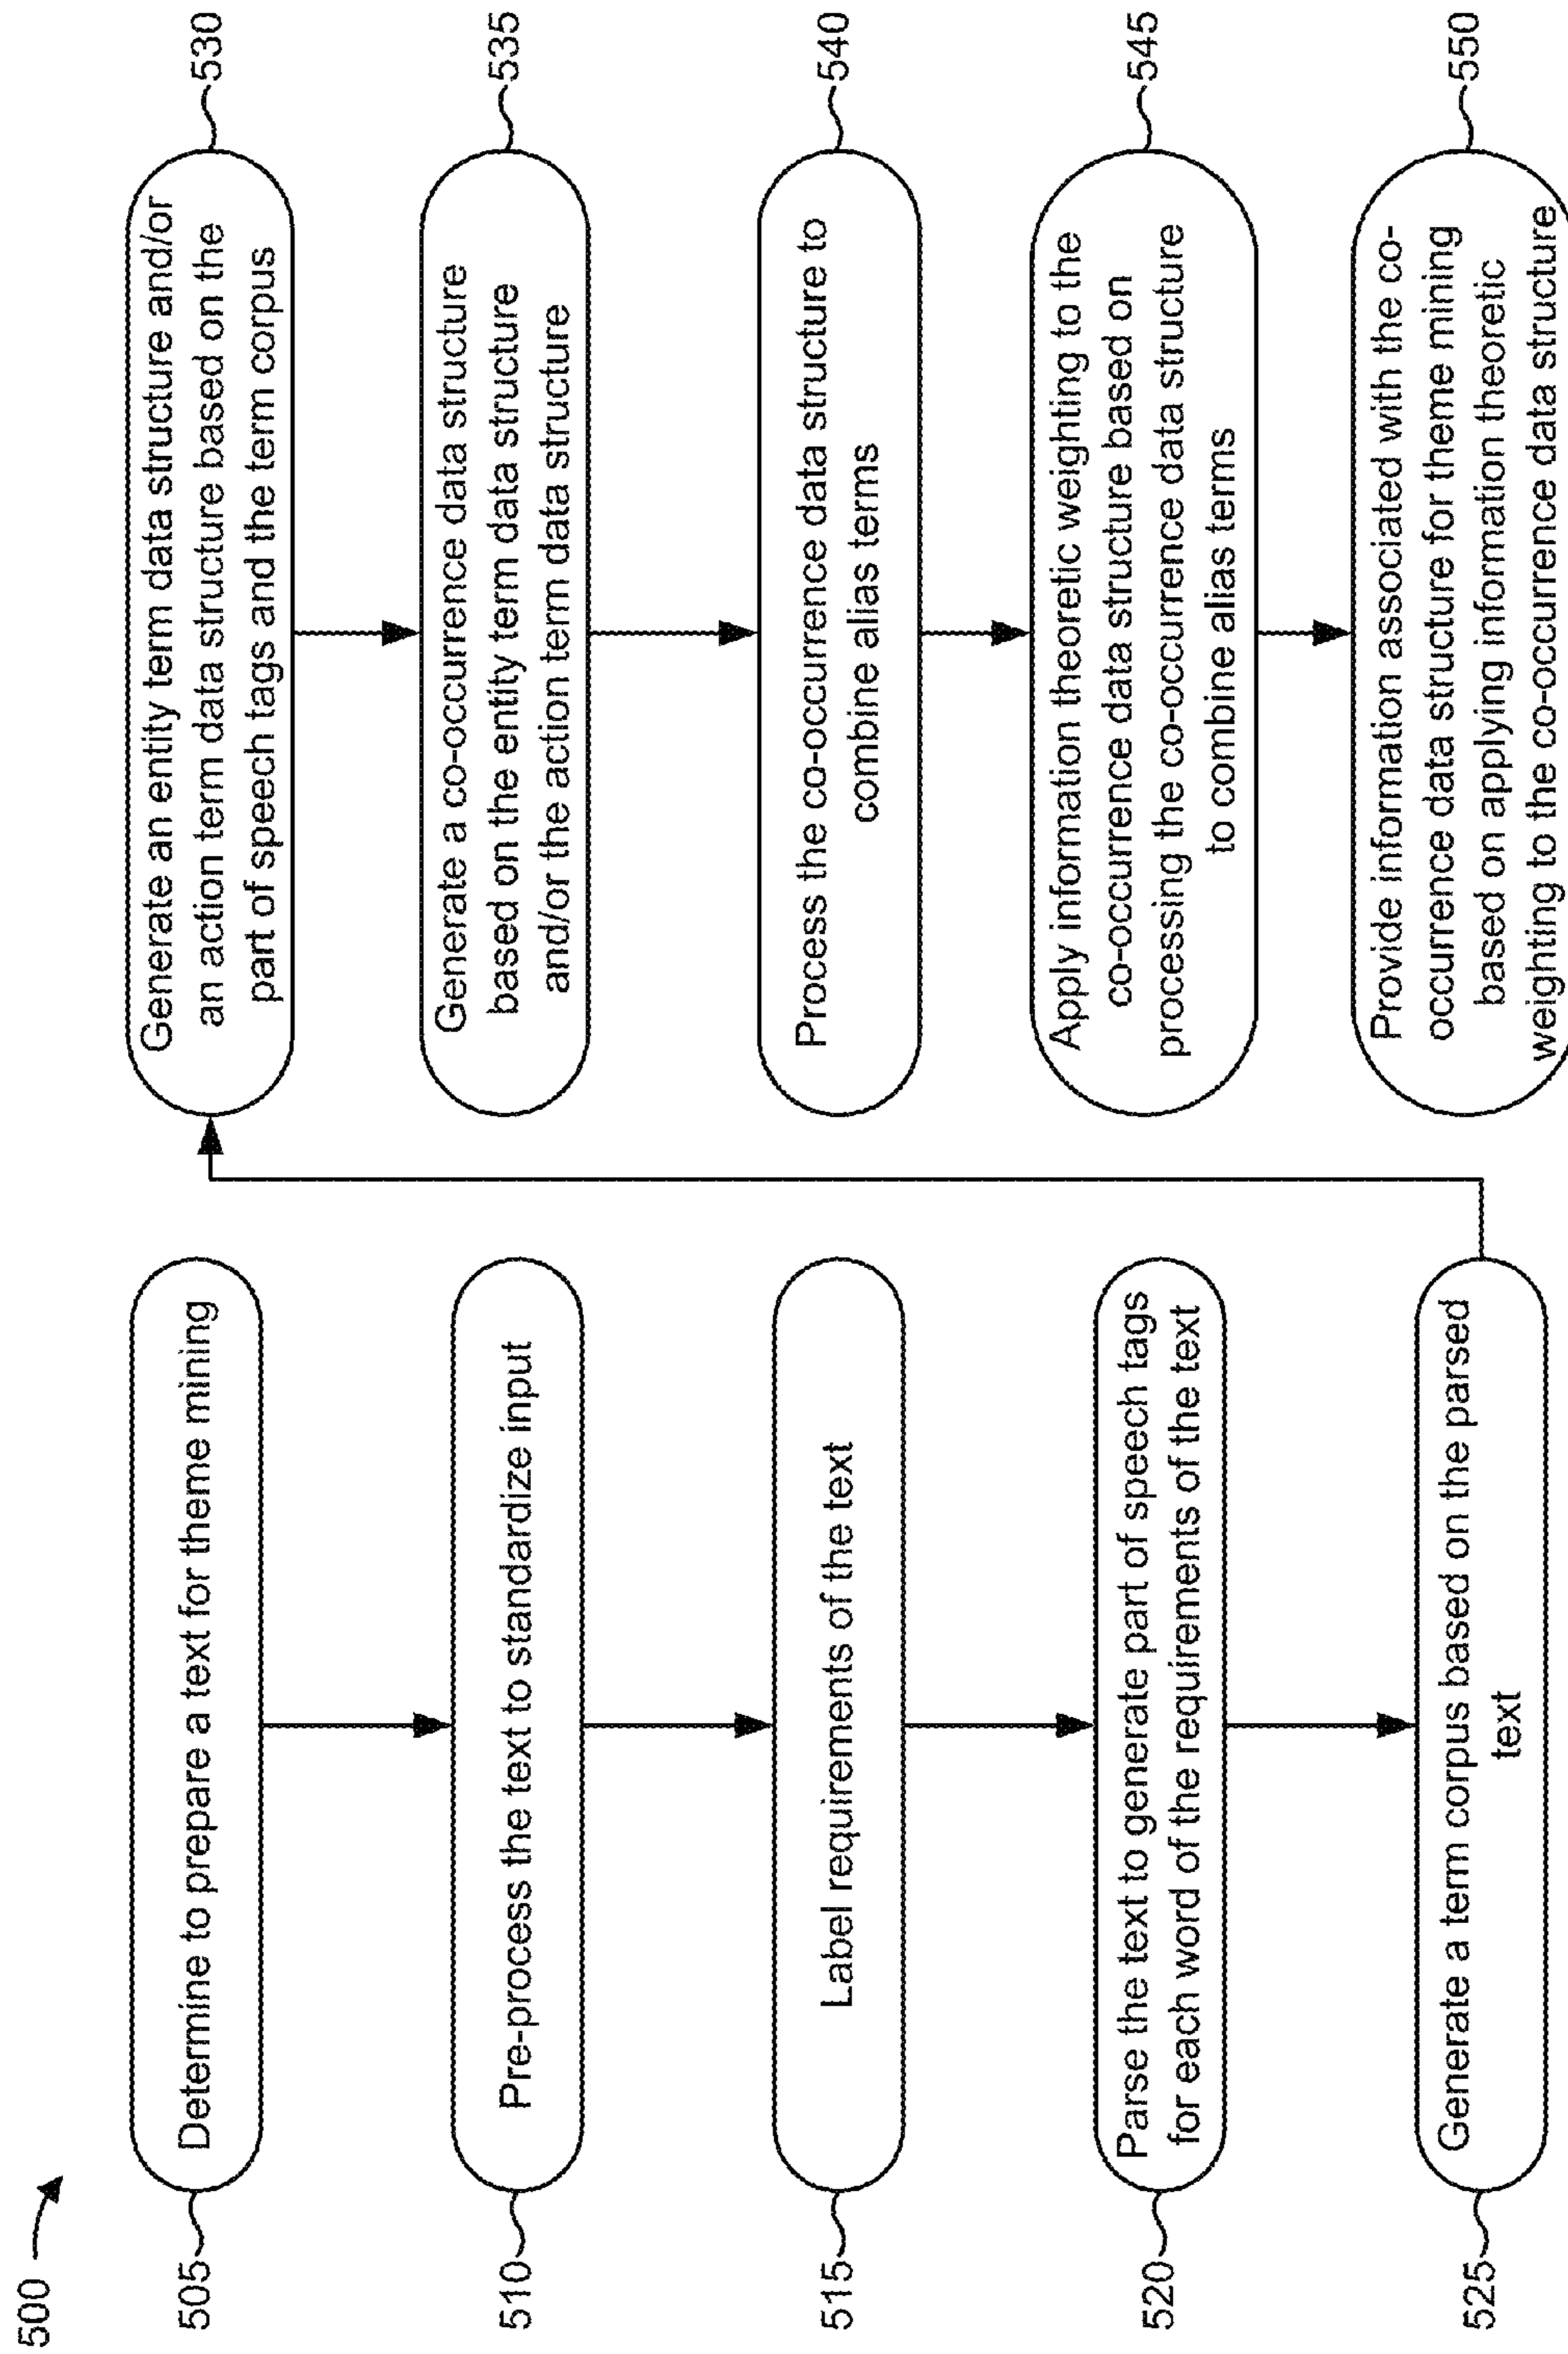 500
505
Determine to prepare a text for theme mining
510
Pre-process the text to standardize input
515
Label requirements of the text
520
Parse the text to generate part of speech tags
for each word of the requirements of the text
525
Generate a term corpus based on the parsed
text
530
Generate an entity term data structure and/or
an action term data structure based on the
part of speech tags and the term corpus
535
Generate a co-occurrence data structure
based on the entity term data structure
and/or the action term data structure
540
Process the co-occurrence data structure to
combine alias terms
545
Apply information theoretic weighting to the
co-occurrence data structure based on
processing the co-occurrence data structure
to combine alias terms
550
Provide information associated with the co-
occurrence data structure for theme mining
based on applying information theoretic
weighting to the co-occurrence data structure